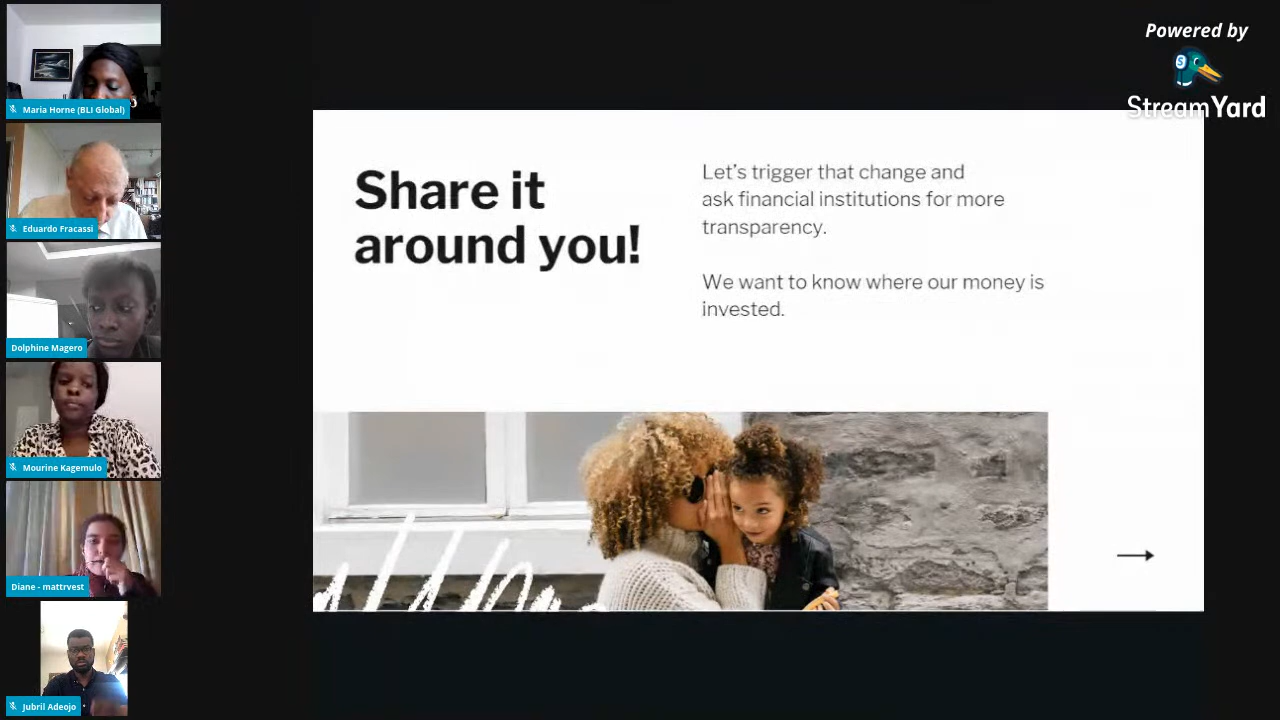 Powered by
StreamYard
Maria Horne (BLI Global)
Eduardo Fracassi
Dolphine Magero
Mourine Kagemulo
Diane - mattrvest
Jubril Adeojo
Share it
around you!
Let's trigger that change and
ask financial institutions for more
transparency.
We want to know where our money is
invested.